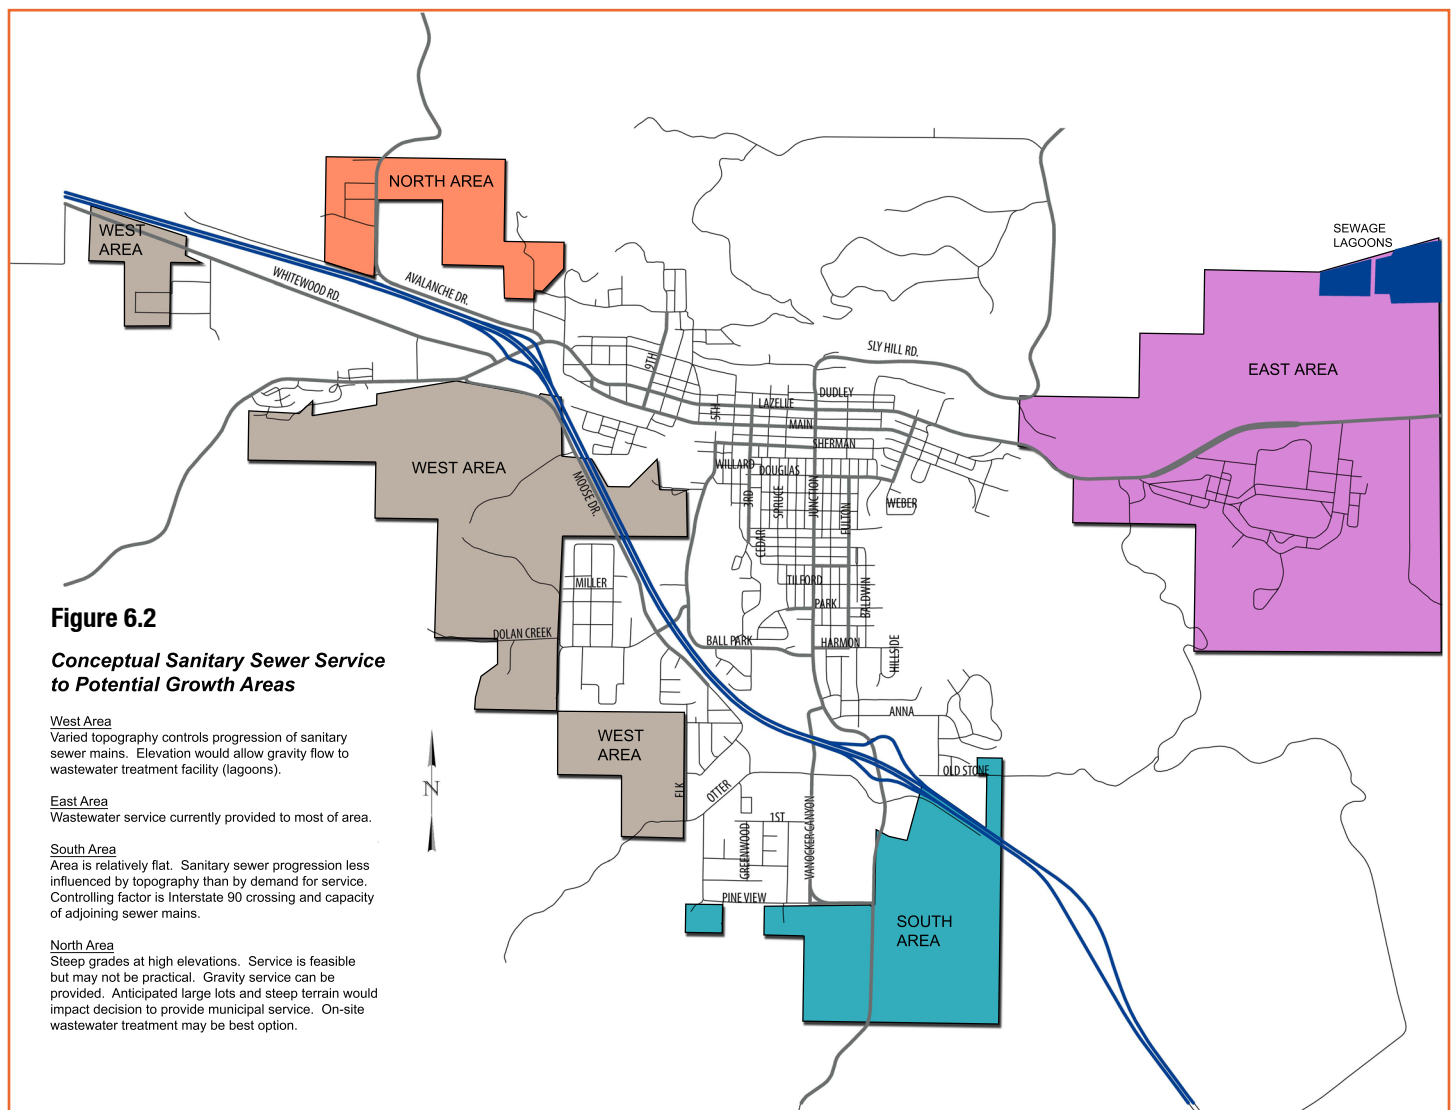 SEWAGE
LAGOONS
NORTH AREA
WEST
AREA
WHITEWOOD RD.
AVALANCHE DR.
SLY HILL RD.
9TH
EAST AREA
DUDLEY
5TH
LAZELLE
MAIN
SHERMAN
WEST AREA
WILLARD
DOUGLAS
MOOSE DR.
3RD
SPRUCE
JUNCTION
FULTON
WEBER
CEDAR
MILLER
TILFORD
BALDWIN
PARK
Figure 6.2
DOLAN CREEK
BALL PARK
HARMON
HILLSIDE
Conceptual Sanitary Sewer Service
to Potential Growth Areas
ANNA
West Area
Varied topography controls progression of sanitary
sewer mains.  Elevation would allow gravity flow to
wastewater treatment facility (lagoons).
WEST
AREA
OLD STONE
N
ELK
OTTER
East Area
Wastewater service currently provided to most of area.
1ST
GREENWOOD
VANOCKER CANYON
South Area
Area is relatively flat.  Sanitary sewer progression less
influenced by topography than by demand for service.
Controlling factor is Interstate 90 crossing and capacity
of adjoining sewer mains.
PINE VIEW
SOUTH
AREA
North Area
Steep grades at high elevations.  Service is feasible
but may not be practical.  Gravity service can be
provided.  Anticipated large lots and steep terrain would
impact decision to provide municipal service.  On-site
wastewater treatment may be best option.